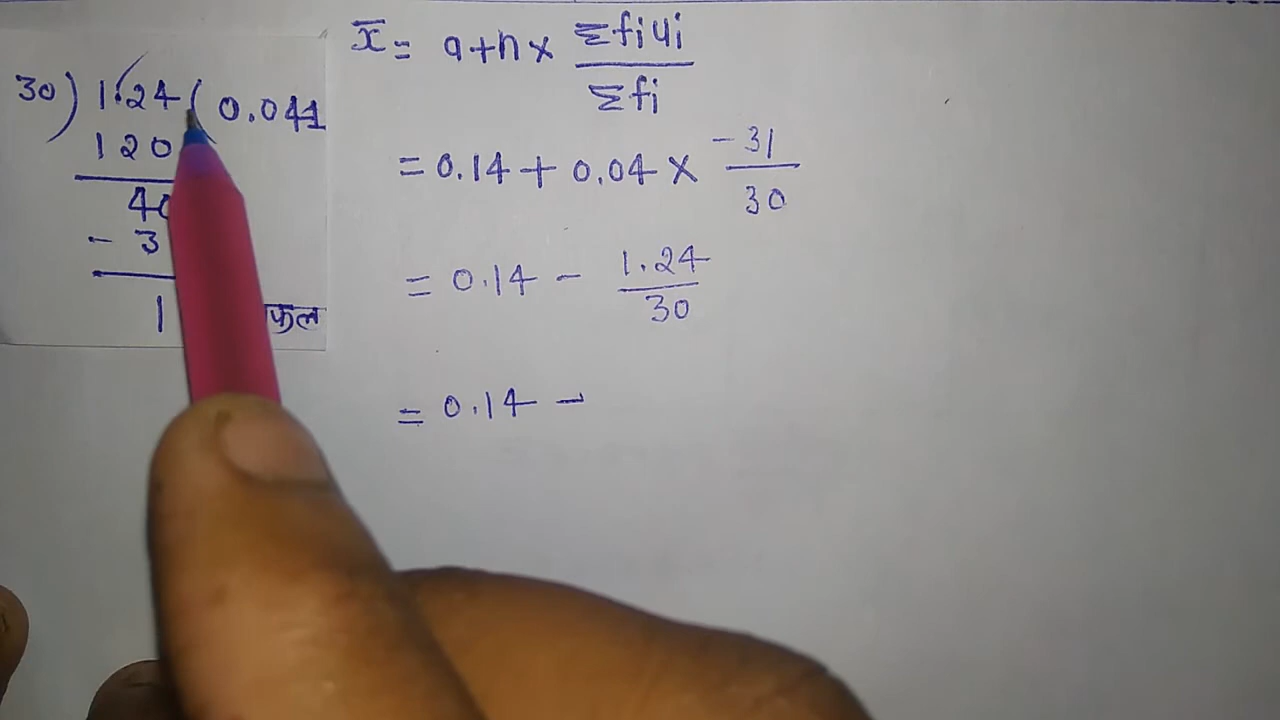 30) 1.24 ( 0.041
120
40
- 3
1
फल
x̄ = a+h× Σfiui / Σfi
= 0.14 + 0.04 × -31 / 30
= 0.14 - 1.24 / 30
= 0.14 -